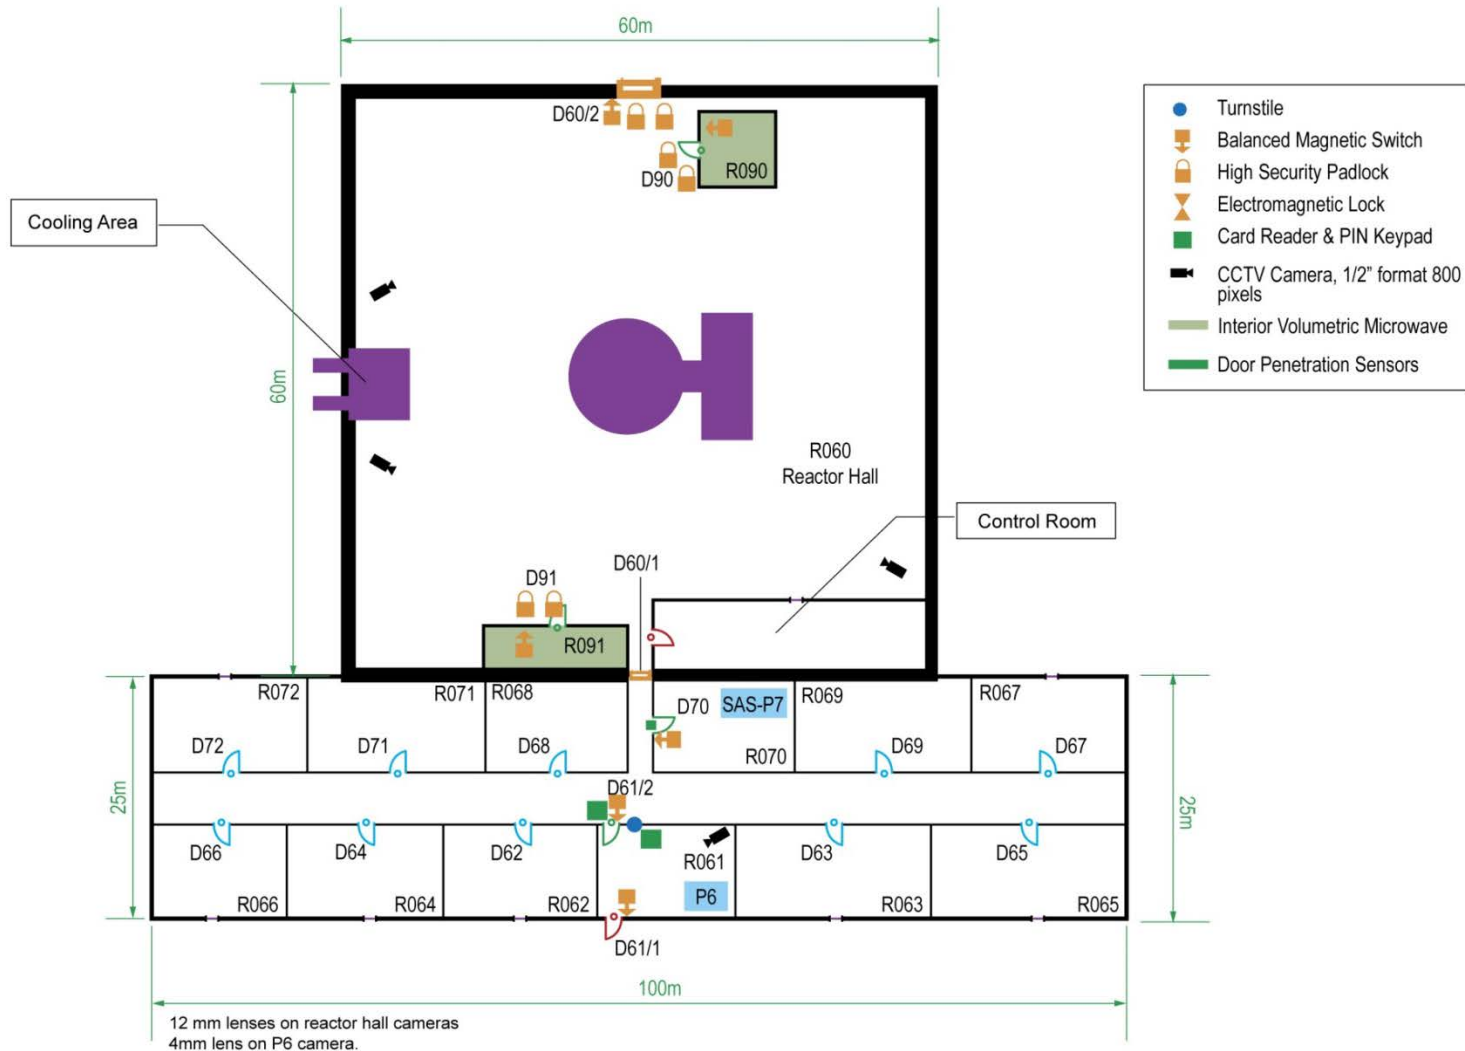 60m
D60/2
D90
R090
Cooling Area
60m
R060
Reactor Hall
Control Room
D60/1
D91
R091
R072
R071
R068
D70
SAS-P7
R069
R067
D72
D71
D68
R070
D69
D67
25m
D61/2
25m
D66
D64
D62
R061
D63
D65
R066
R064
R062
P6
R063
R065
D61/1
100m
12 mm lenses on reactor hall cameras
4mm lens on P6 camera.
Turnstile
Balanced Magnetic Switch
High Security Padlock
Electromagnetic Lock
Card Reader & PIN Keypad
CCTV Camera, 1/2" format 800
pixels
Interior Volumetric Microwave
Door Penetration Sensors